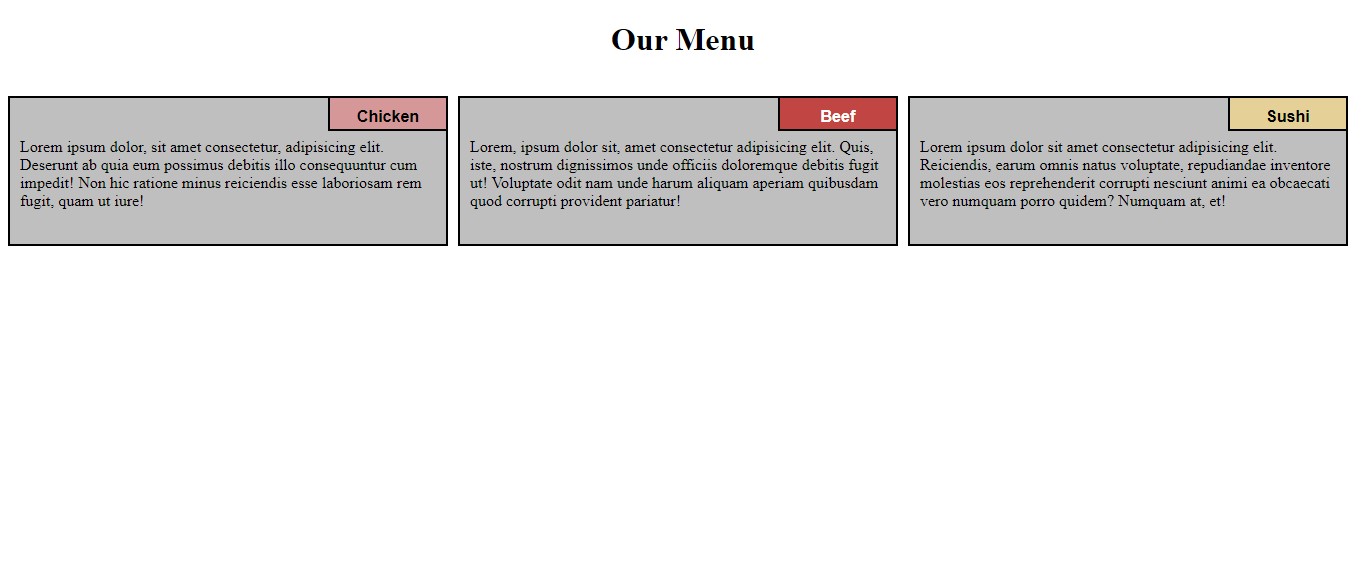 Our Menu
Chicken
Lorem ipsum dolor, sit amet consectetur, adipisicing elit.
Deserunt ab quia eum possimus debitis illo consequuntur cum
impedit! Non hic ratione minus reiciendis esse laboriosam rem
fugit, quam ut iure!
Beef
Lorem, ipsum dolor sit, amet consectetur adipisicing elit. Quis,
iste, nostrum dignissimos unde officiis doloremque debitis fugit
ut! Voluptate odit nam unde harum aliquam aperiam quibusdam
quod corrupti provident pariatur!
Sushi
Lorem ipsum dolor sit amet consectetur adipisicing elit.
Reiciendis, earum omnis natus voluptate, repudiandae inventore
molestias eos reprehenderit corrupti nesciunt animi ea obcaecati
vero numquam porro quidem? Numquam at, et!